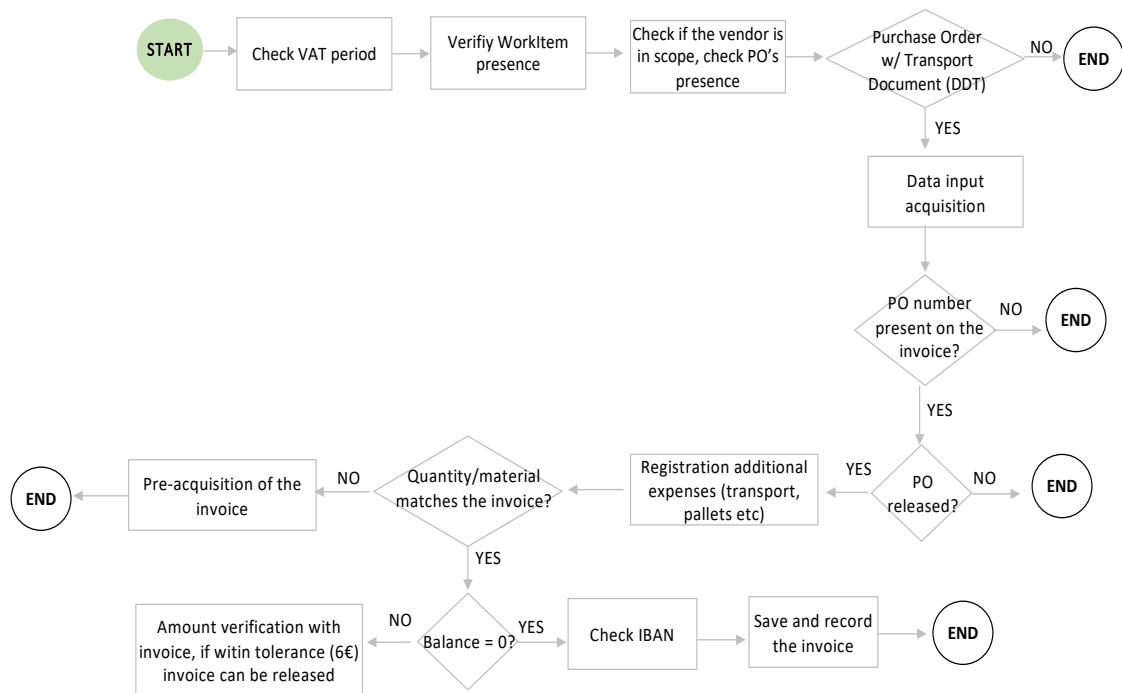 START
Check VAT period
Verifiy WorkItem
presence
Check if the vendor is
in scope, check PO's
presence
Purchase Order
w/ Transport
Document (DDT)
NO
END
YES
Data input
acquisition
PO number
present on the
invoice?
NO
END
YES
PO
released?
NO
END
YES
Registration additional
expenses (transport,
pallets etc)
Quantity/material
matches the invoice?
NO
Pre-acquisition of the
invoice
END
YES
Balance = 0?
NO
Amount verification with
invoice, if witin tolerance (6€)
invoice can be released
YES
Check IBAN
Save and record
the invoice
END